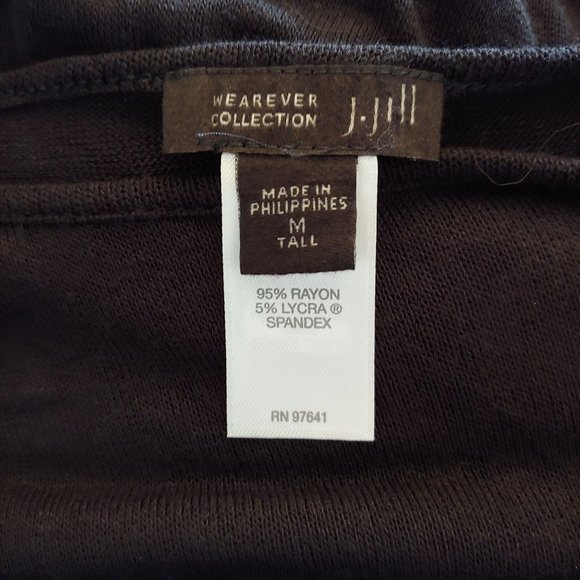 WEAREVER
COLLECTION
J.Jill
MADE IN
PHILIPPINES
M
TALL
95% RAYON
5% LYCRA ®
SPANDEX
RN 97641